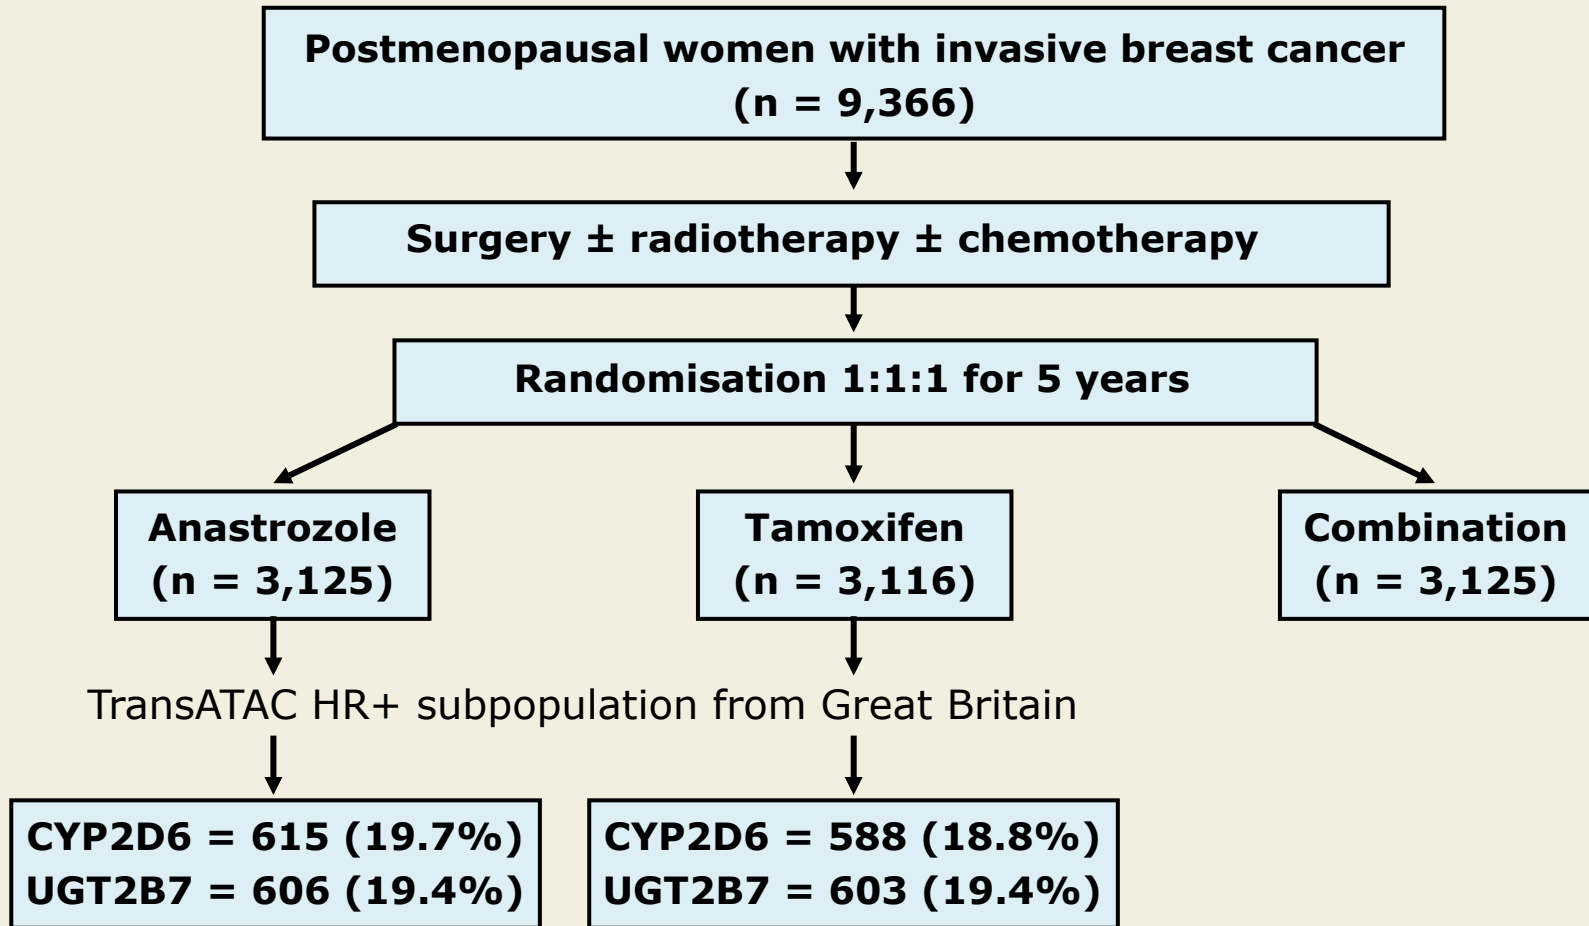 Postmenopausal women with invasive breast cancer
(n = 9,366)
Surgery ± radiotherapy ± chemotherapy
Randomisation 1:1:1 for 5 years
Anastrozole
(n = 3,125)
Tamoxifen
(n = 3,116)
Combination
(n = 3,125)
TransATAC HR+ subpopulation from Great Britain
CYP2D6 = 615 (19.7%)
UGT2B7 = 606 (19.4%)
CYP2D6 = 588 (18.8%)
UGT2B7 = 603 (19.4%)